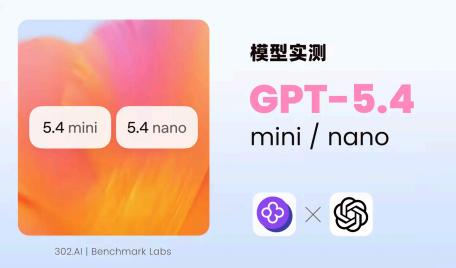 5.4 mini 5.4 nano
302.AI | Benchmark Labs
模型实测
GPT-5.4
mini / nano